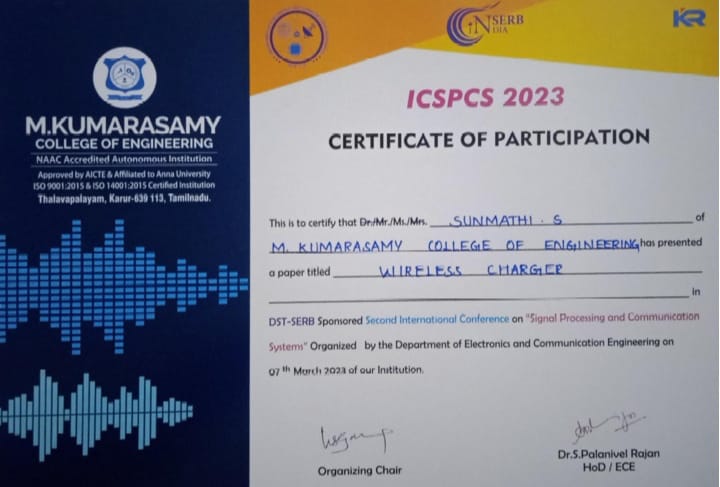 SERB
iNDIA
KR
M.KUMARASAMY
COLLEGE OF ENGINEERING
NAAC Accredited Autonomous Institution
Approved by AICTE & Affiliated to Anna University
ISO 9001:2015 & ISO 14001:2015 Certified Institution
Thalavapalayam, Karur-639 113, Tamilnadu.
ICSPCS 2023
CERTIFICATE OF PARTICIPATION
This is to certify that Dr./Mr./Ms./Mrs. SUNMATHI . S of
M. KUMARASAMY COLLEGE OF ENGINEERING has presented
a paper titled WIRELESS CHARGER
in
DST-SERB Sponsored Second International Conference on "Signal Processing and Communication
Systems" Organized by the Department of Electronics and Communication Engineering on
07 th March 2023 of our Institution.
Organizing Chair
Dr.S.Palanivel Rajan
HoD / ECE